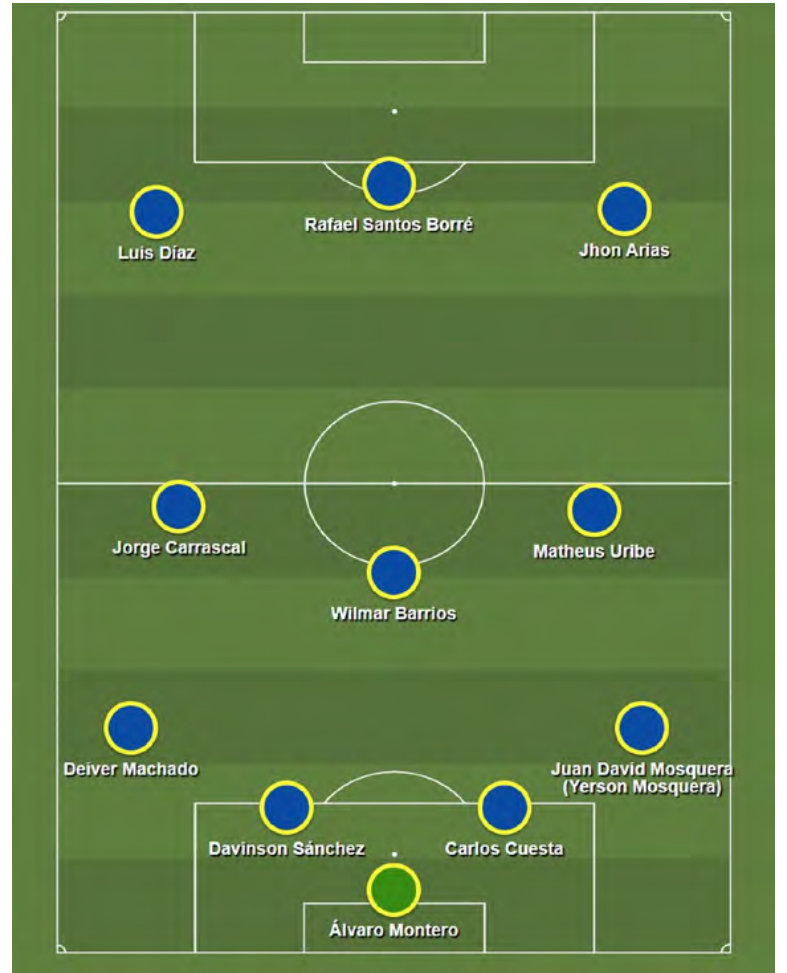 Rafael Santos Borré
Luis Díaz
Jhon Arias
Jorge Carrascal
Matheus Uribe
Wilmar Barrios
Deiver Machado
Juan David Mosquera
(Yerson Mosquera)
Davinson Sánchez
Carlos Cuesta
Álvaro Montero